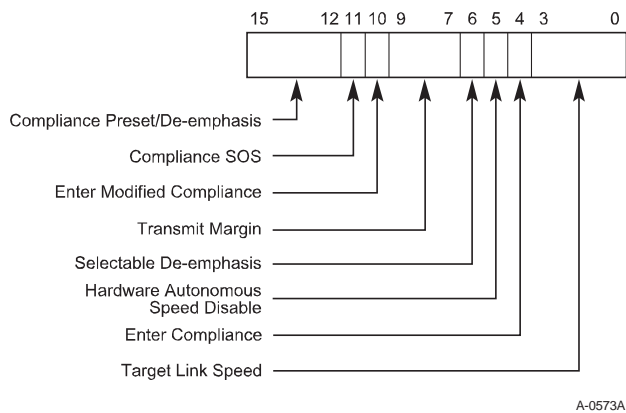 15 12 11 10 9 7 6 5 4 3 0
Compliance Preset/De-emphasis
Compliance SOS
Enter Modified Compliance
Transmit Margin
Selectable De-emphasis
Hardware Autonomous
Speed Disable
Enter Compliance
Target Link Speed
A-0573A